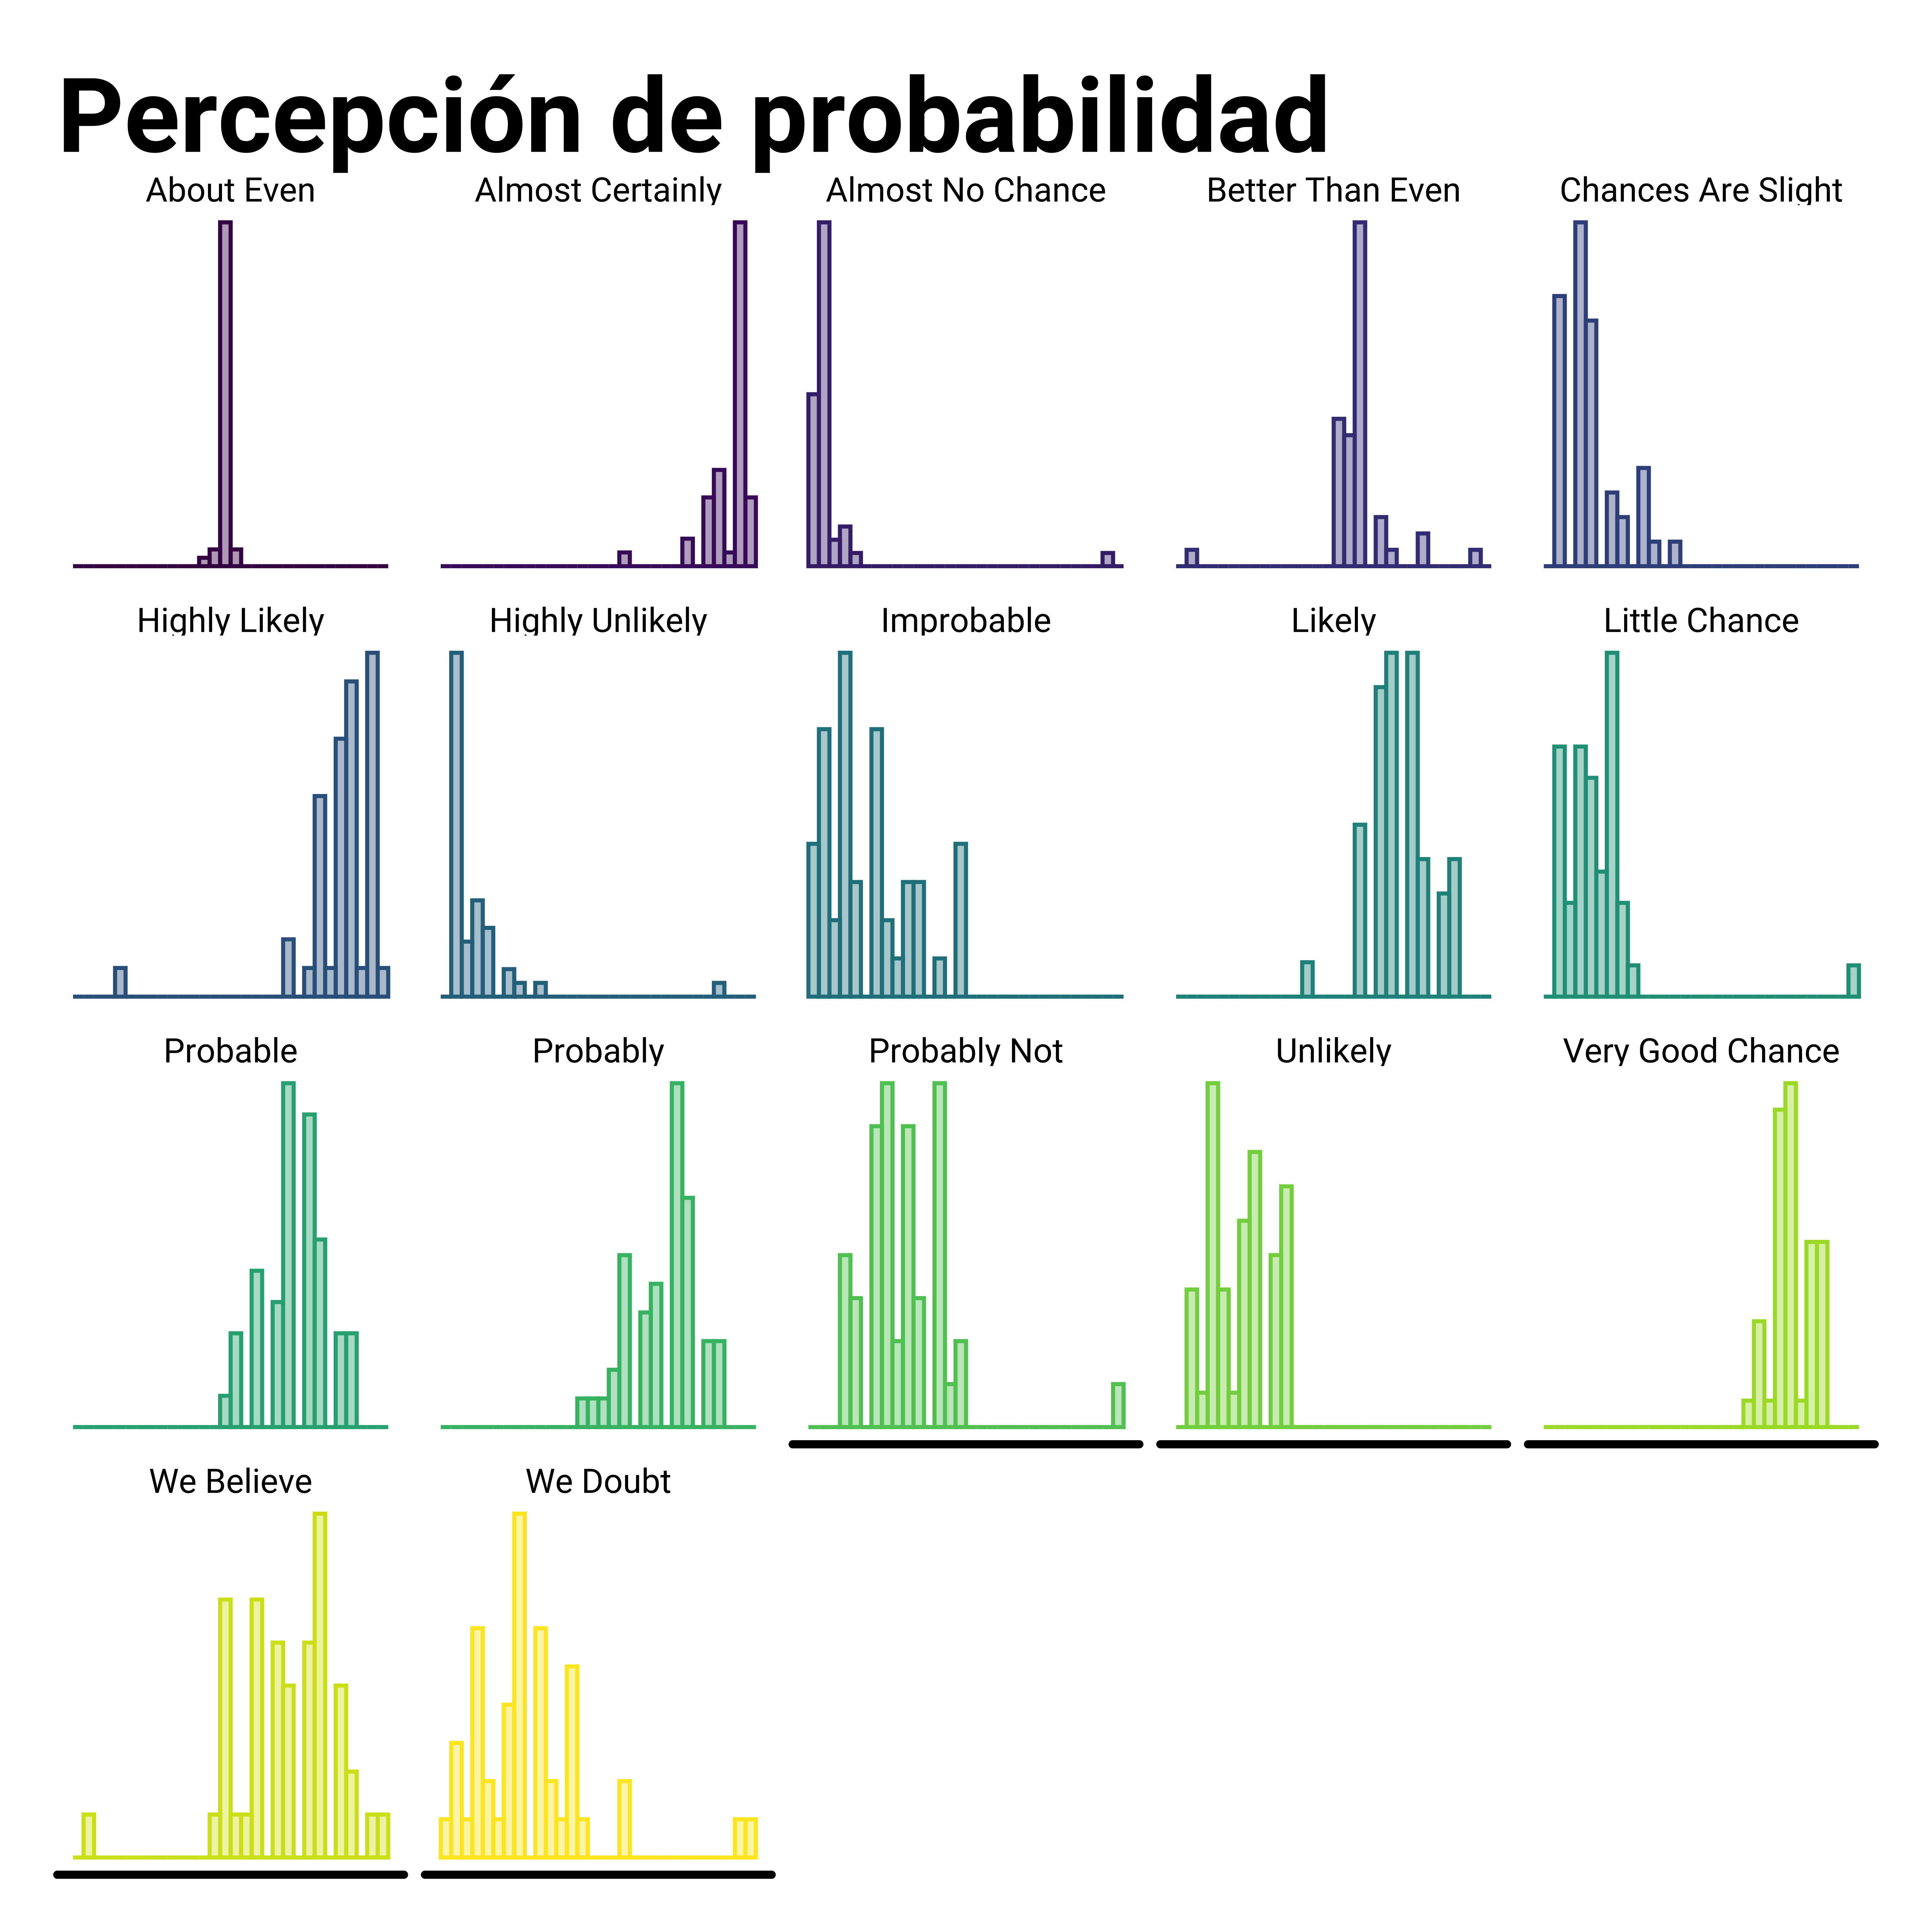 Percepción de probabilidad
About Even Almost Certainly Almost No Chance Better Than Even Chances Are Slight
Highly Likely Highly Unlikely Improbable Likely Little Chance
Probable Probably Probably Not Unlikely Very Good Chance
We Believe We Doubt